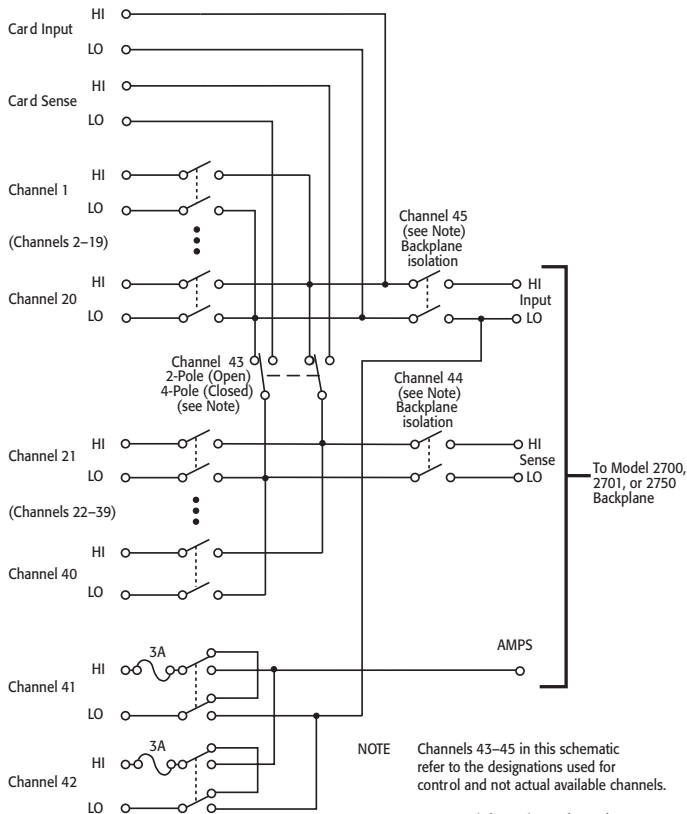 HI
Card Input
LO
HI
Card Sense
LO
HI
Channel 1
LO
(Channels 2–19)
HI
Channel 20
LO
Channel 45
(see Note)
Backplane
isolation
HI
Input
LO
Channel 43
2-Pole (Open)
4-Pole (Closed)
(see Note)
Channel 44
(see Note)
Backplane
isolation
HI
Channel 21
LO
HI
Sense
LO
To Model 2700,
2701, or 2750
Backplane
(Channels 22–39)
HI
Channel 40
LO
AMPS
3A
HI
Channel 41
LO
3A
HI
Channel 42
LO
NOTE Channels 43–45 in this schematic
refer to the designations used for
control and not actual available channels.